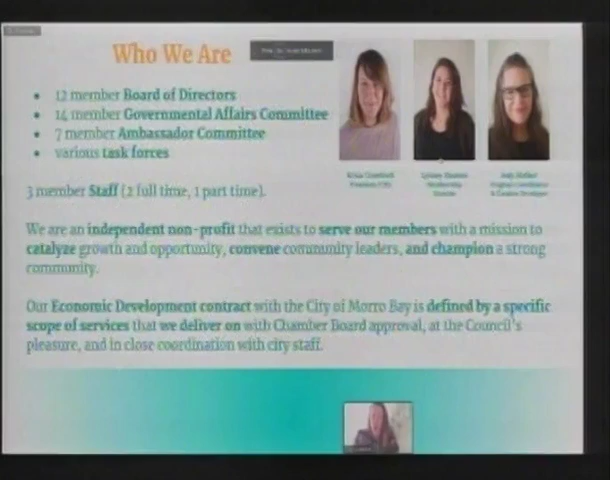 Who We Are
• 12 member Board of Directors
• 14 member Governmental Affairs Committee
• 7 member Ambassador Committee
• various task forces
3 member Staff (2 full time, 1 part time).
We are an independent non-profit that exists to serve our members with a mission to
catalyze growth and opportunity, convene community leaders, and champion a strong
community.
Our Economic Development contract with the City of Morro Bay is defined by a specific
scope of services that we deliver on with Chamber Board approval, at the Council's
pleasure, and in close coordination with city staff.